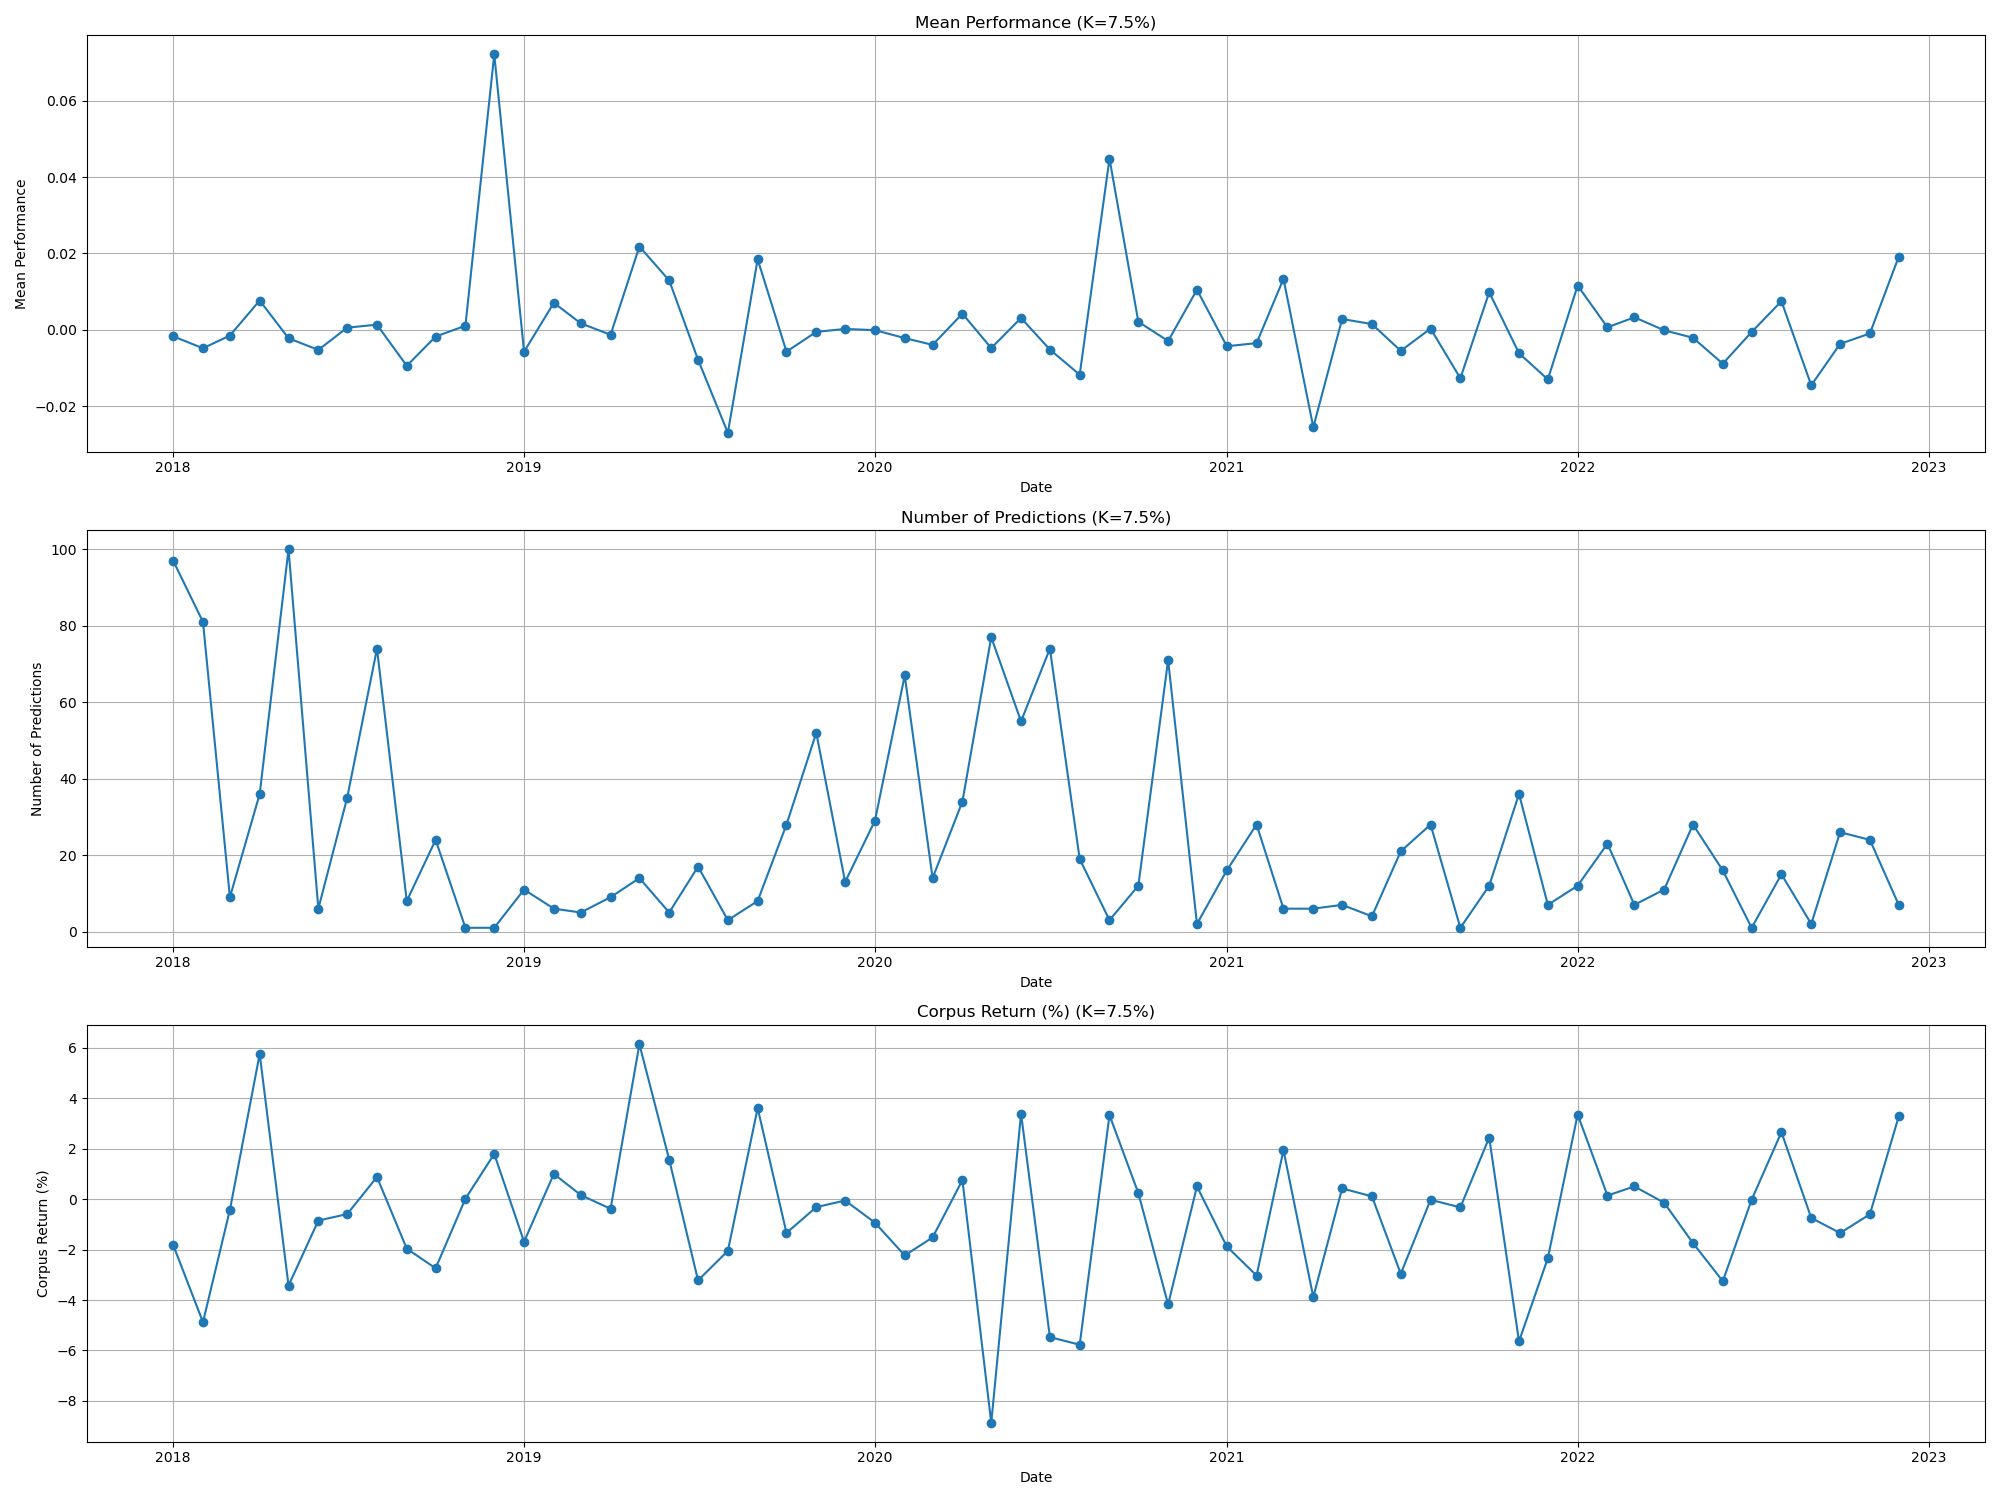 Mean Performance (K=7.5%)
Mean Performance
0.06
0.04
0.02
0.00
−0.02
2018 2019 2020 2021 2022 2023
Date
Number of Predictions (K=7.5%)
Number of Predictions
100
80
60
40
20
0
2018 2019 2020 2021 2022 2023
Date
Corpus Return (%) (K=7.5%)
Corpus Return (%)
6
4
2
0
−2
−4
−6
−8
2018 2019 2020 2021 2022 2023
Date